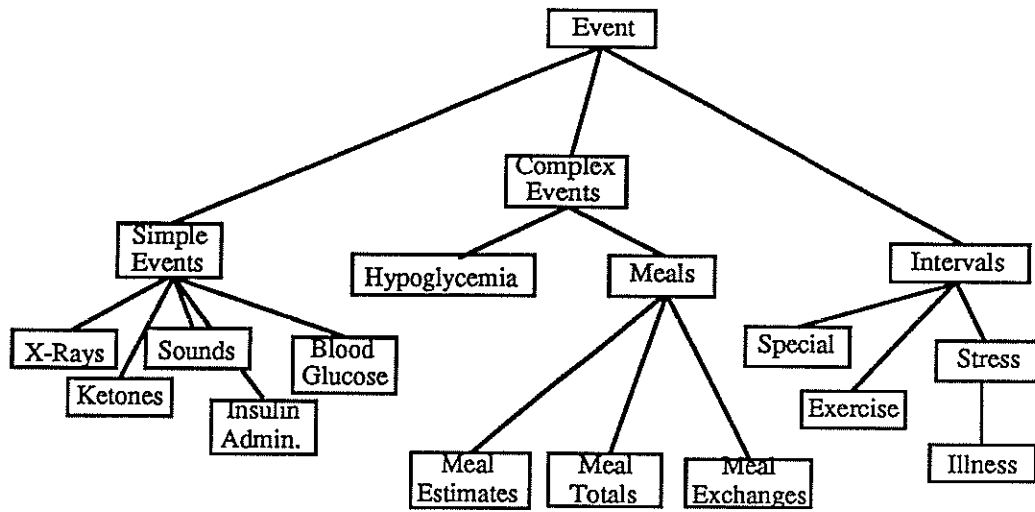 Event
Complex
Events
Simple
Events
Hypoglycemia
Meals
Intervals
X-Rays
Sounds
Blood
Glucose
Special
Stress
Ketones
Insulin
Admin.
Exercise
Meal
Estimates
Meal
Totals
Meal
Exchanges
Illness